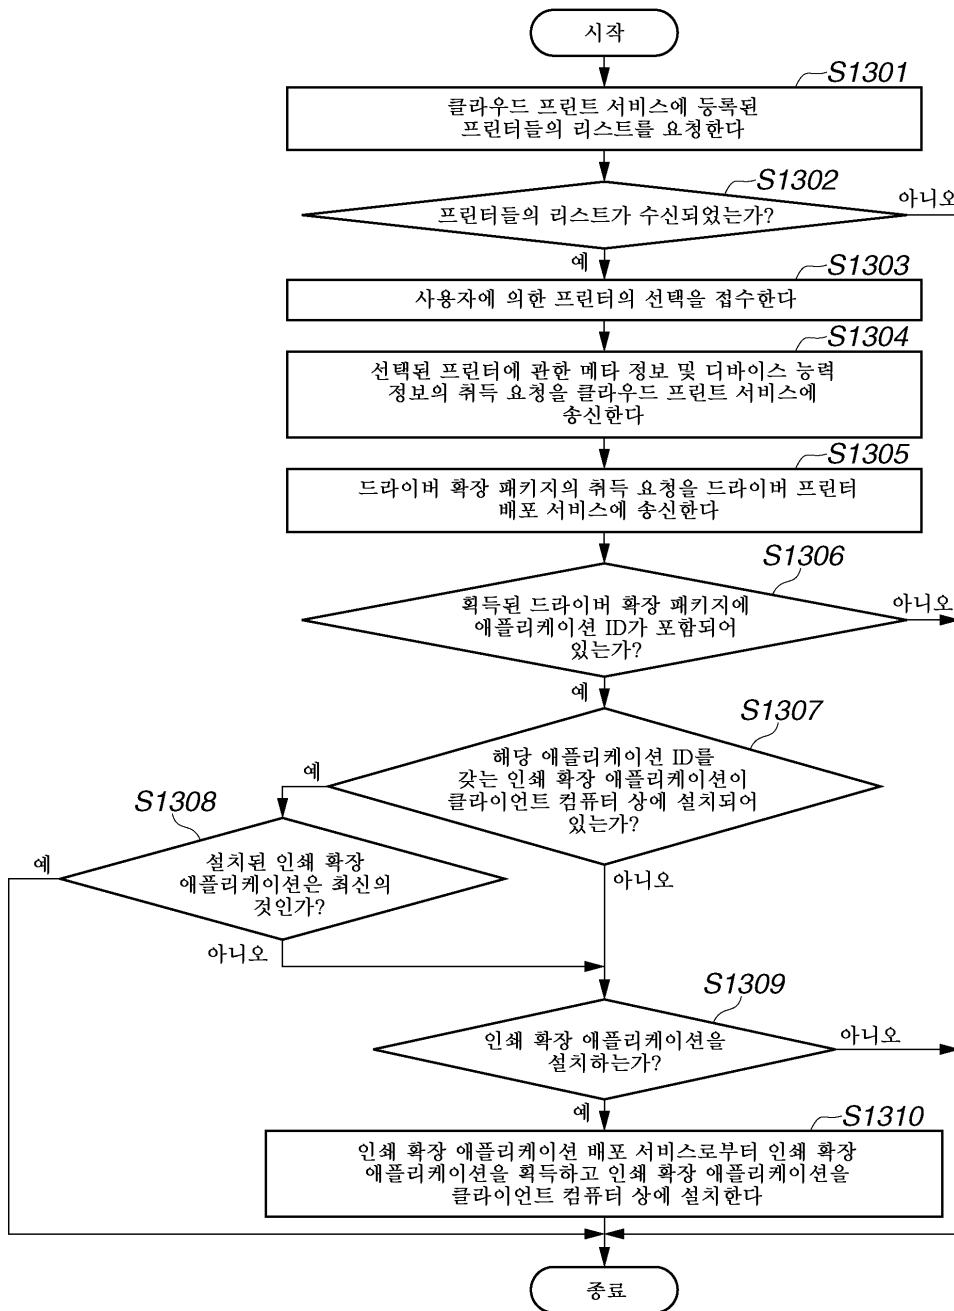 시작
S1301
클라우드 프린트 서비스에 등록된
프린터들의 리스트를 요청한다
S1302
아니오
프린터들의 리스트가 수신되었는가?
예
S1303
사용자에 의한 프린터의 선택을 접수한다
S1304
선택된 프린터에 관한 메타 정보 및 디바이스 능력
정보의 취득 요청을 클라우드 프린트 서비스에
송신한다
S1305
드라이버 확장 패키지의 취득 요청을 드라이버 프린터
배포 서비스에 송신한다
S1306
아니오
획득된 드라이버 확장 패키지에
애플리케이션 ID가 포함되어
있는가?
예
S1307
해당 애플리케이션 ID를
갖는 인쇄 확장 애플리케이션이
클라이언트 컴퓨터 상에 설치되어
있는가?
예
아니오
S1308
예
설치된 인쇄 확장
애플리케이션은 최신의
것인가?
아니오
S1309
아니오
인쇄 확장 애플리케이션을
설치하는가?
예
S1310
인쇄 확장 애플리케이션 배포 서비스로부터 인쇄 확장
애플리케이션을 획득하고 인쇄 확장 애플리케이션을
클라이언트 컴퓨터 상에 설치한다
종료